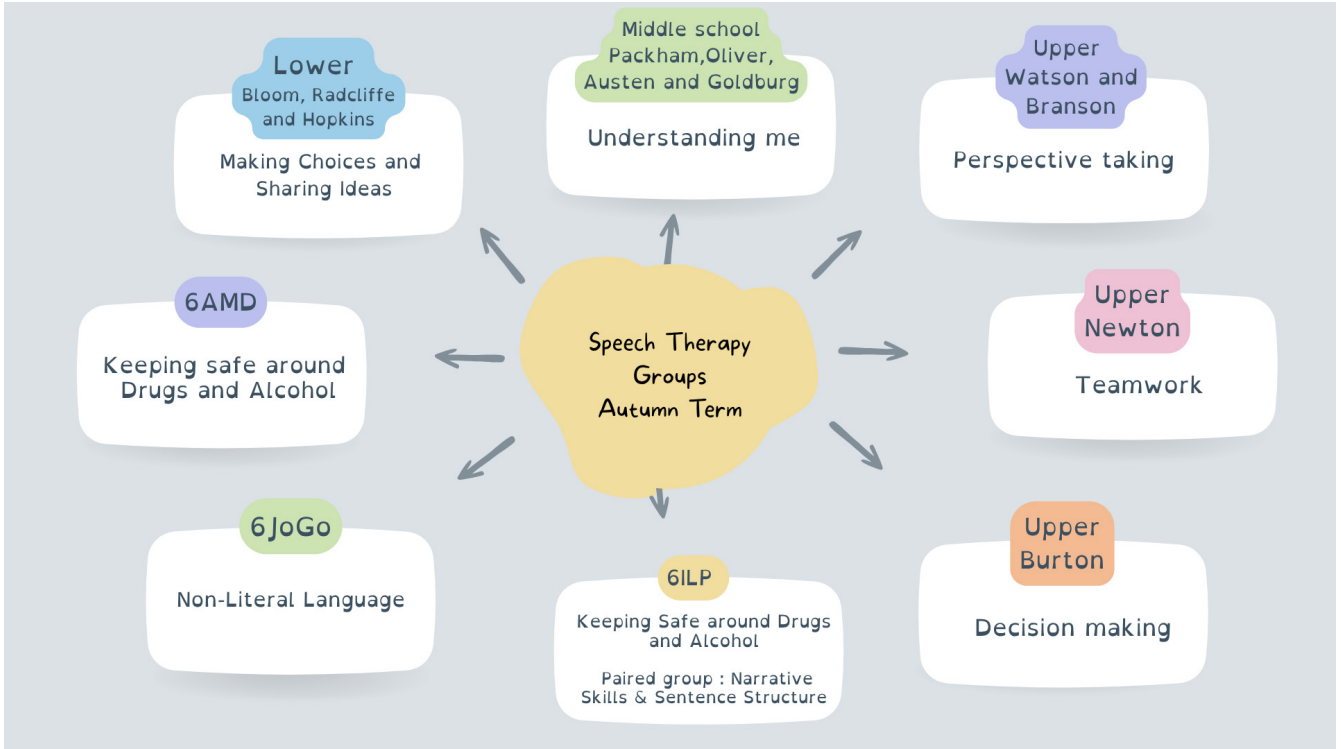 Lower
Bloom, Radcliffe
and Hopkins
Making Choices and
Sharing Ideas
Middle school
Packham,Oliver,
Austen and Goldburg
Understanding me
Upper
Watson and
Branson
Perspective taking
6AMD
Keeping safe around
Drugs and Alcohol
Speech Therapy
Groups
Autumn Term
Upper
Newton
Teamwork
6JoGo
Non-Literal Language
6ILP
Keeping Safe around Drugs
and Alcohol
Paired group : Narrative
Skills & Sentence Structure
Upper
Burton
Decision making